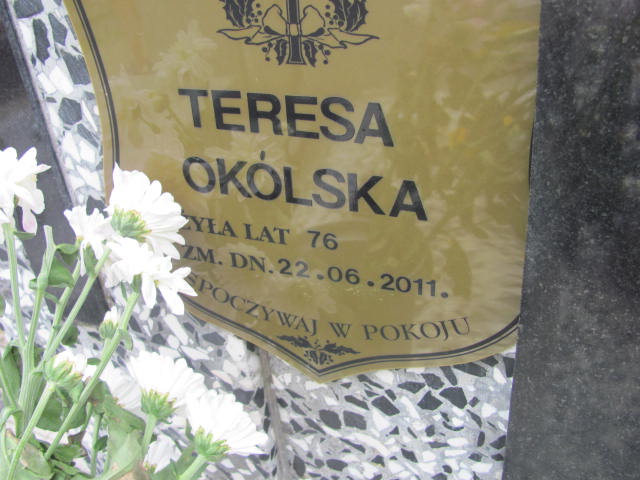 TERESA
OKÓLSKA
ŻYŁA LAT 76
ZM. DN. 22.06.2011.
SPOCZYWAJ W POKOJU